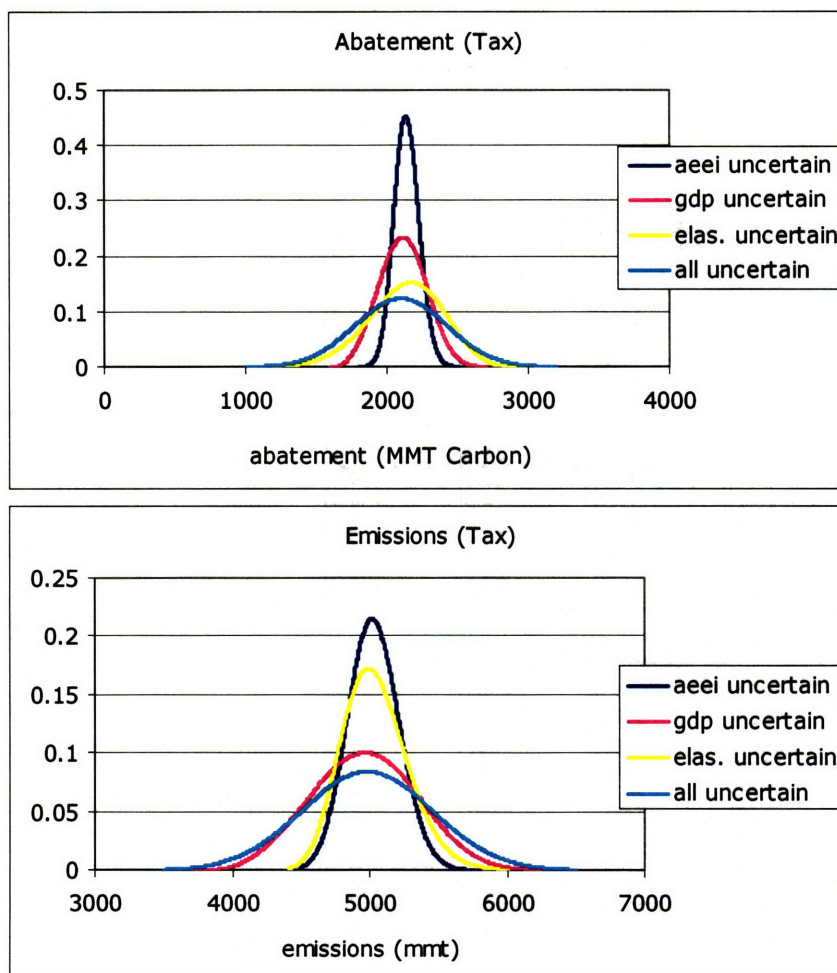 Abatement (Tax)
0.5
0.4
0.3
0.2
0.1
0
0 1000 2000 3000 4000
abatement (MMT Carbon)
aeei uncertain
gdp uncertain
elas. uncertain
all uncertain
Emissions (Tax)
0.25
0.2
0.15
0.1
0.05
0
3000 4000 5000 6000 7000
emissions (mmt)
aeei uncertain
gdp uncertain
elas. uncertain
all uncertain